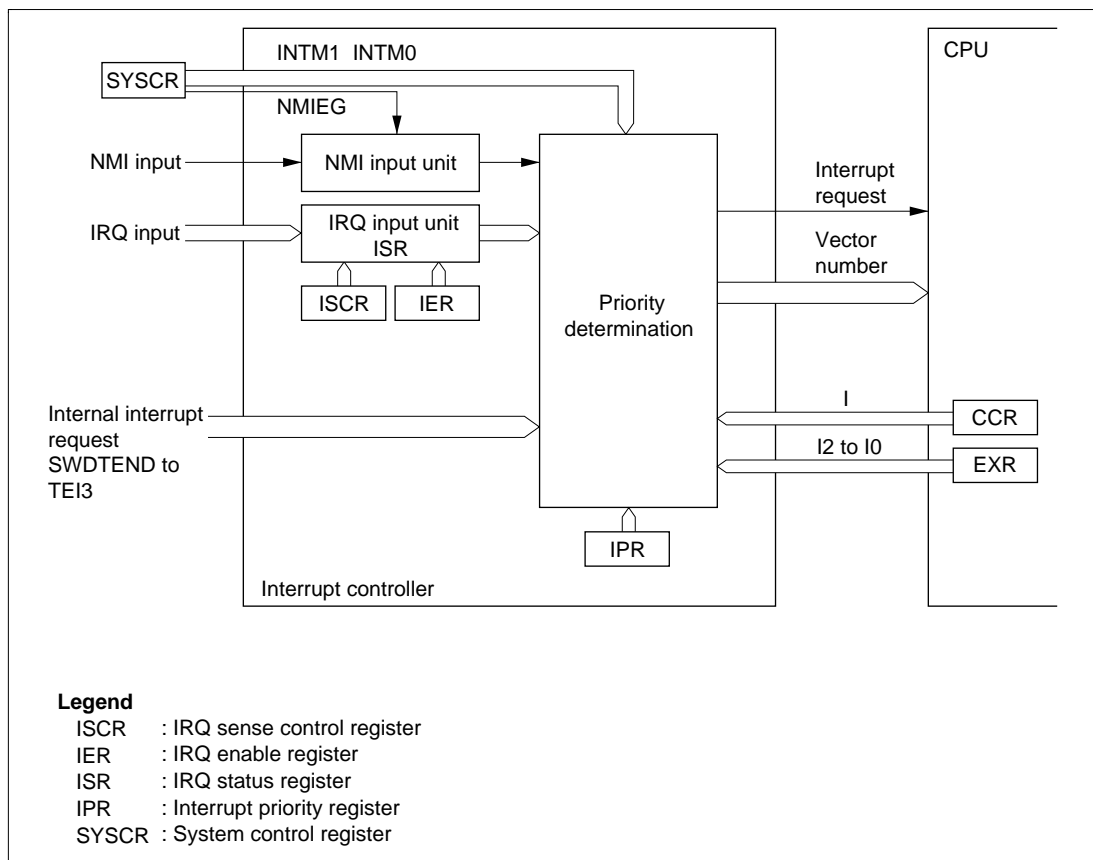 INTM1 INTM0
CPU
SYSCR
NMIEG
NMI input
NMI input unit
Interrupt
request
IRQ input
IRQ input unit
ISR
Vector
number
ISCR
IER
Priority
determination
Internal interrupt
request
SWDTEND to
TEI3
I
CCR
I2 to I0
EXR
IPR
Interrupt controller
Legend
ISCR : IRQ sense control register
IER : IRQ enable register
ISR : IRQ status register
IPR : Interrupt priority register
SYSCR : System control register